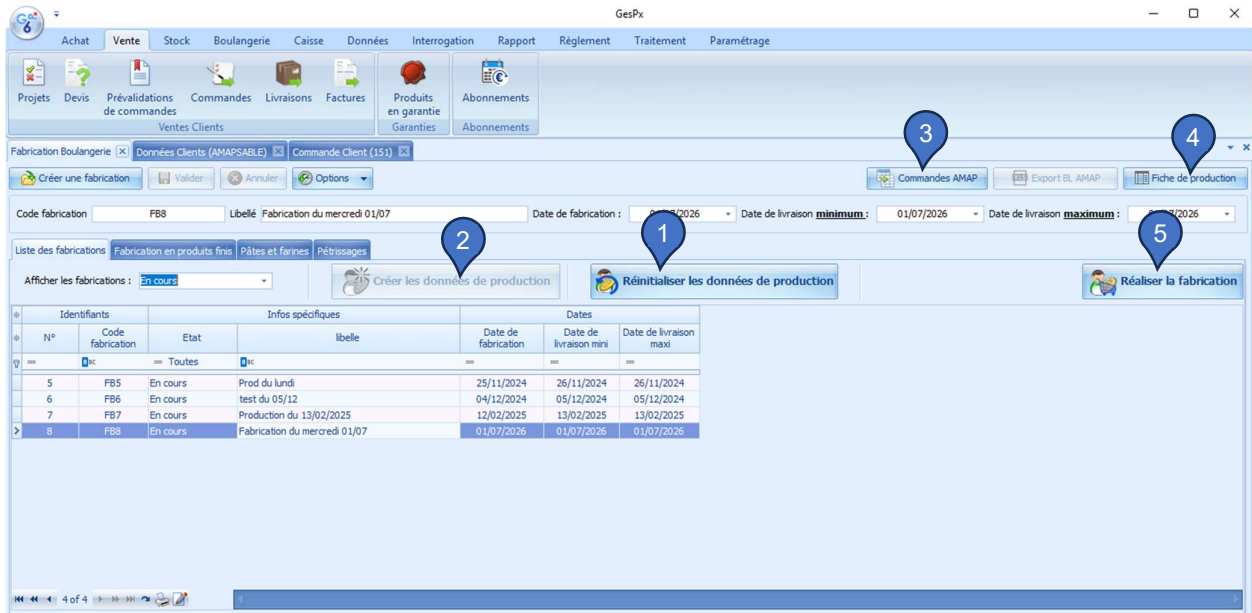 GesPx
Achat Vente Stock Boulangerie Caisse Données Interrogation Rapport Règlement Traitement Paramétrage
Projets Devis Prévalidations de commandes Commandes Livraisons Factures Produits en garantie Abonnements
Ventes Clients Garanties Abonnements
3
4
Fabrication Boulangerie Données Clients (AMAPSABLE) Commande Client (151)
Créer une fabrication Valider Annuler Options Commandes AMAP Export BL AMAP Fiche de production
Code fabrication FB8 Libellé Fabrication du mercredi 01/07 Date de fabrication : /2026 Date de livraison minimum : 01/07/2026 Date de livraison maximum : /2026
2
1
5
Liste des fabrications Fabrication en produits finis Pâtes et farines Pétrissages
Afficher les fabrications : En cours Créer les données de production Réinitialiser les données de production Réaliser la fabrication
Identifiants Infos spécifiques Dates
N° Code fabrication Etat libelle Date de fabrication Date de livraison mini Date de livraison maxi
= = Toutes = = =
5 FB5 En cours Prod du lundi 25/11/2024 26/11/2024 26/11/2024
6 FB6 En cours test du 05/12 04/12/2024 05/12/2024 05/12/2024
7 FB7 En cours Production du 13/02/2025 12/02/2025 13/02/2025 13/02/2025
8 FB8 En cours Fabrication du mercredi 01/07 01/07/2026 01/07/2026 01/07/2026
4 of 4